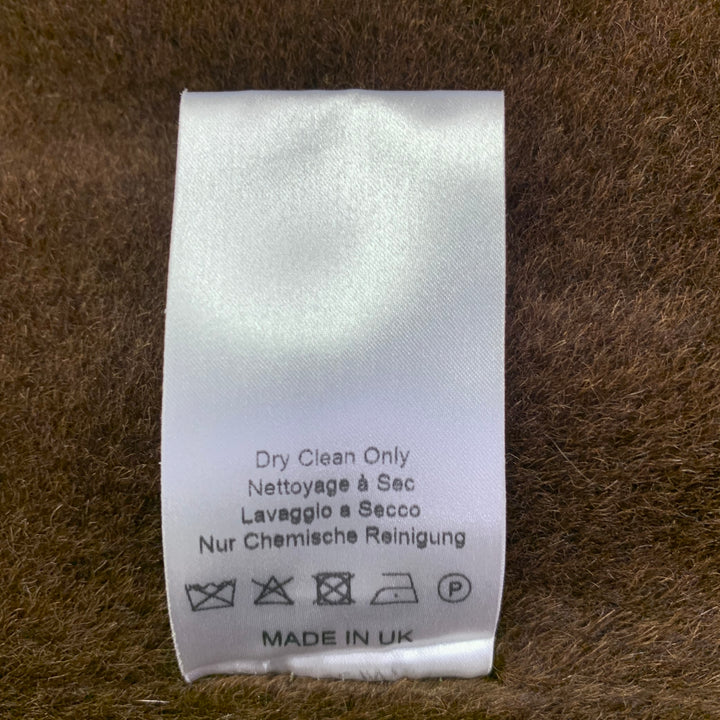 Dry Clean Only
Nettoyage à Sec
Lavaggio a Secco
Nur Chemische Reinigung
P
MADE IN UK